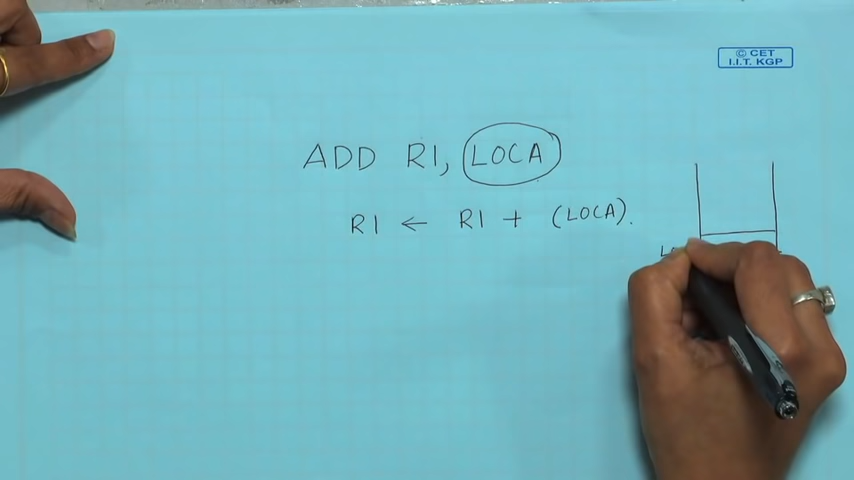 © CET
I.I.T. KGP
ADD R1, LOCA
R1 ← R1 + (LOCA).